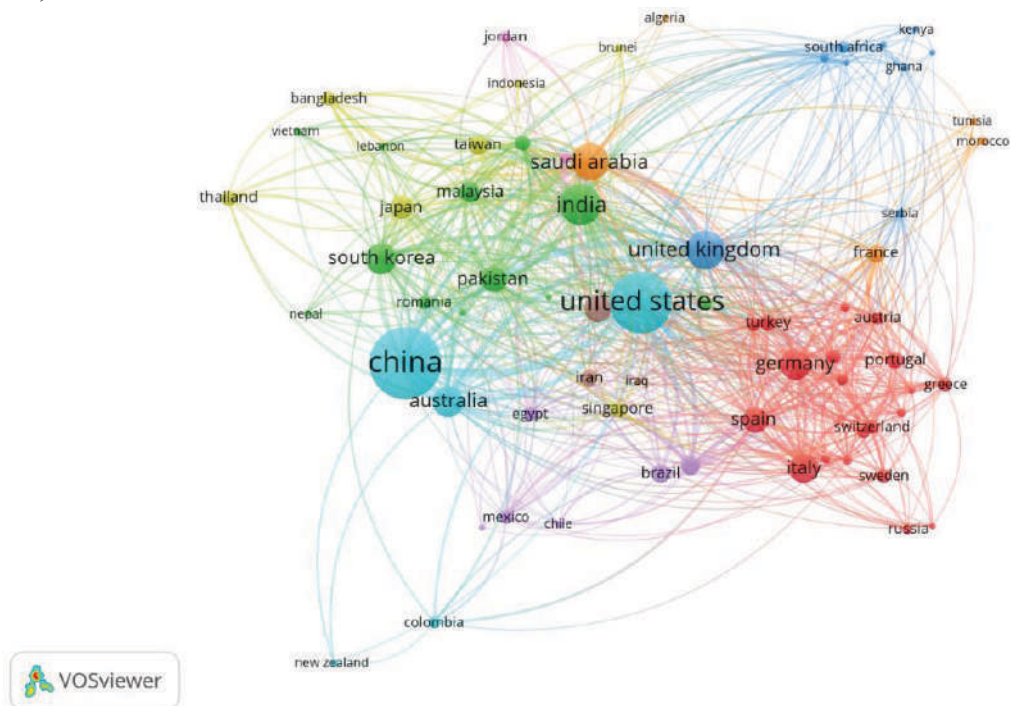 algeria
kenya
jordan
brunei
south africa
ghana
indonesia
bangladesh
tunisia
vietnam
morocco
lebanon
taiwan
saudi arabia
malaysia
thailand
india
japan
serbia
united kingdom
france
south korea
pakistan
united states
romania
nepal
turkey
austria
china
germany
portugal
iran
iraq
greece
australia
egypt
singapore
spain
switzerland
brazil
italy
sweden
mexico
chile
russia
colombia
new zealand
VOSviewer